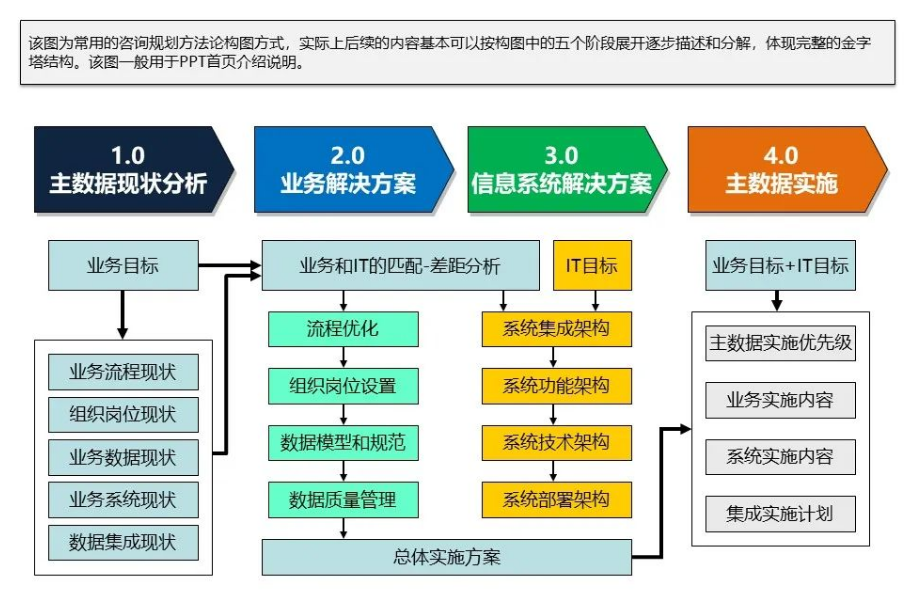 该图为常用的咨询规划方法论构图方式，实际上后续的内容基本可以按构图中的五个阶段展开逐步描述和分解，体现完整的金字
塔结构。该图一般用于PPT首页介绍说明。
1.0
主数据现状分析
2.0
业务解决方案
3.0
信息系统解决方案
4.0
主数据实施
业务目标
业务和IT的匹配-差距分析
IT目标
业务目标+IT目标
业务流程现状
组织岗位现状
业务数据现状
业务系统现状
数据集成现状
流程优化
组织岗位设置
数据模型和规范
数据质量管理
系统集成架构
系统功能架构
系统技术架构
系统部署架构
总体实施方案
主数据实施优先级
业务实施内容
系统实施内容
集成实施计划